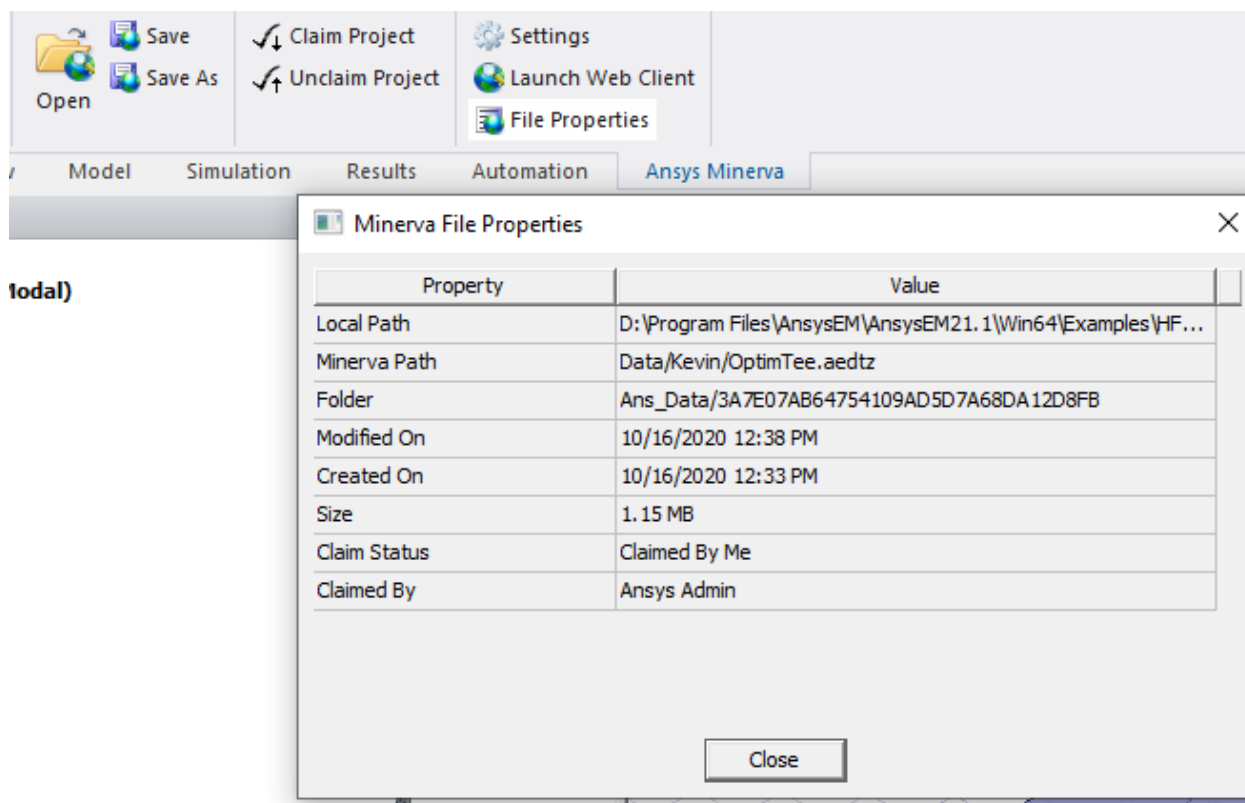 Save Claim Project Settings
Save As Unclaim Project Launch Web Client
Open
File Properties
Model Simulation Results Automation Ansys Minerva
Minerva File Properties
Property Value
Local Path D:\Program Files\AnsysEM\AnsysEM21.1\Win64\Examples\HF...
Minerva Path Data/Kevin/OptimTee.aedtz
Folder Ans_Data/3A7E07AB64754109AD5D7A68DA12D8FB
Modified On 10/16/2020 12:38 PM
Created On 10/16/2020 12:33 PM
Size 1.15 MB
Claim Status Claimed By Me
Claimed By Ansys Admin
Close